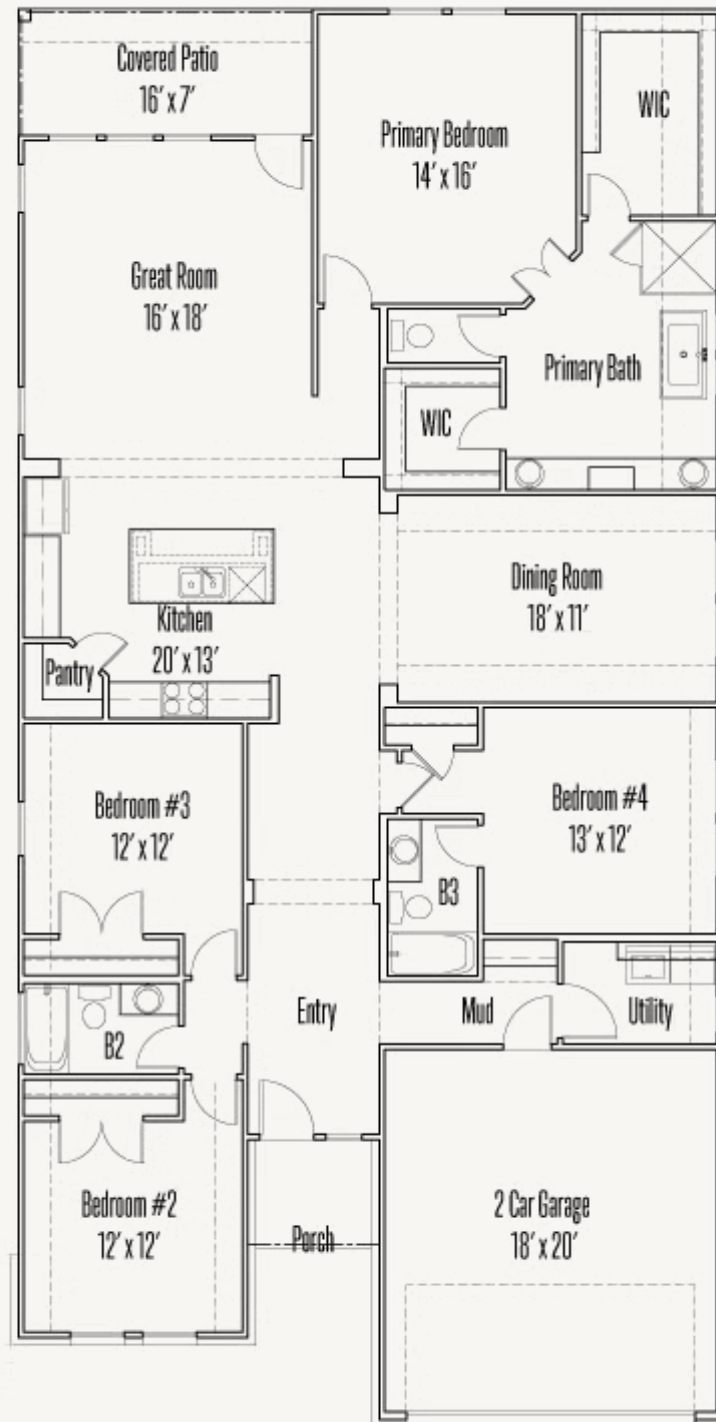 Covered Patio
16' x 7'
Primary Bedroom
14' x 16'
WIC
Great Room
16' x 18'
Primary Bath
WIC
Dining Room
18' x 11'
Kitchen
20' x 13'
Pantry
Bedroom #3
12' x 12'
Bedroom #4
13' x 12'
B3
Entry
Mud
Utility
B2
Bedroom #2
12' x 12'
Porch
2 Car Garage
18' x 20'